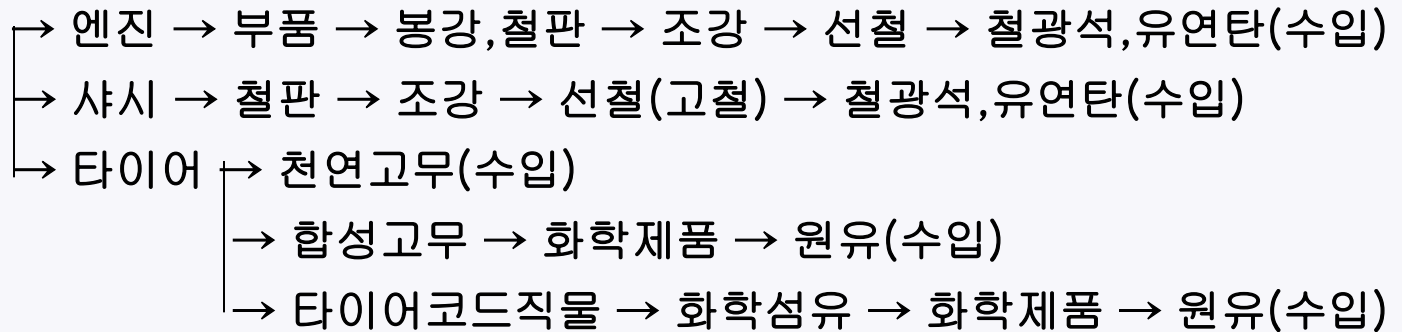 → 엔진 → 부품 → 봉강,철판 → 조강 → 선철 → 철광석,유연탄(수입)
→ 샤시 → 철판 → 조강 → 선철(고철) → 철광석,유연탄(수입)
→ 타이어 → 천연고무(수입)
→ 합성고무 → 화학제품 → 원유(수입)
→ 타이어코드직물 → 화학섬유 → 화학제품 → 원유(수입)